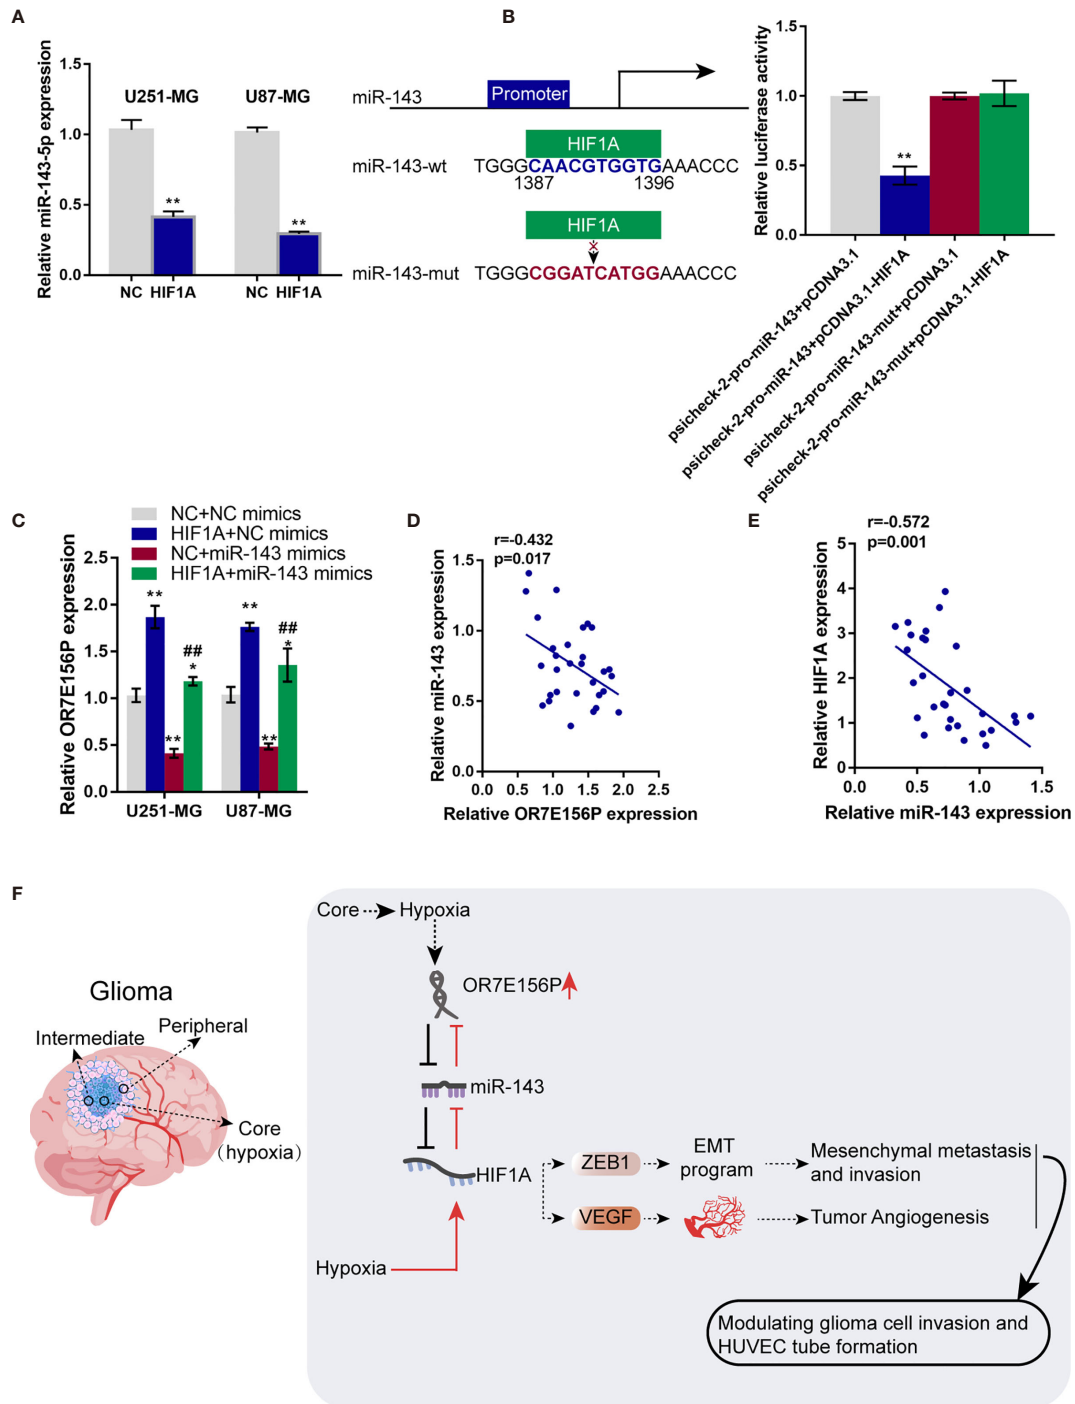 A
Relative miR-143-5p expression
1.5
1.0
0.5
0.0
U251-MG
U87-MG
**
**
NC HIF1A
NC HIF1A
B
miR-143
Promoter
HIF1A
miR-143-wt
TGGGCAACGTGGTGAAACCC
1387
1396
HIF1A
×
miR-143-mut
TGGGCGGATCATGGAAACCC
Relative luciferase activity
1.5
1.0
0.5
0.0
**
psicheck-2-pro-miR-143+pCDNA3.1
psicheck-2-pro-miR-143+pCDNA3.1-HIF1A
psicheck-2-pro-miR-143-mut+pCDNA3.1
psicheck-2-pro-miR-143-mut+pCDNA3.1-HIF1A
C
NC+NC mimics
HIF1A+NC mimics
NC+miR-143 mimics
HIF1A+miR-143 mimics
Relative OR7E156P expression
2.5
2.0
1.5
1.0
0.5
0.0
**
**
##
*
**
**
##
*
U251-MG
U87-MG
D
r=-0.432
p=0.017
Relative miR-143 expression
1.5
1.0
0.5
0.0
0.0
0.5
1.0
1.5
2.0
2.5
Relative OR7E156P expression
E
r=-0.572
p=0.001
Relative HIF1A expression
5
4
3
2
1
0
0.0
0.5
1.0
1.5
Relative miR-143 expression
F
Glioma
Intermediate
Peripheral
Core
(hypoxia)
Core
Hypoxia
OR7E156P
miR-143
HIF1A
Hypoxia
ZEB1
VEGF
EMT
program
Mesenchymal metastasis
and invasion
Tumor Angiogenesis
Modulating glioma cell invasion and
HUVEC tube formation